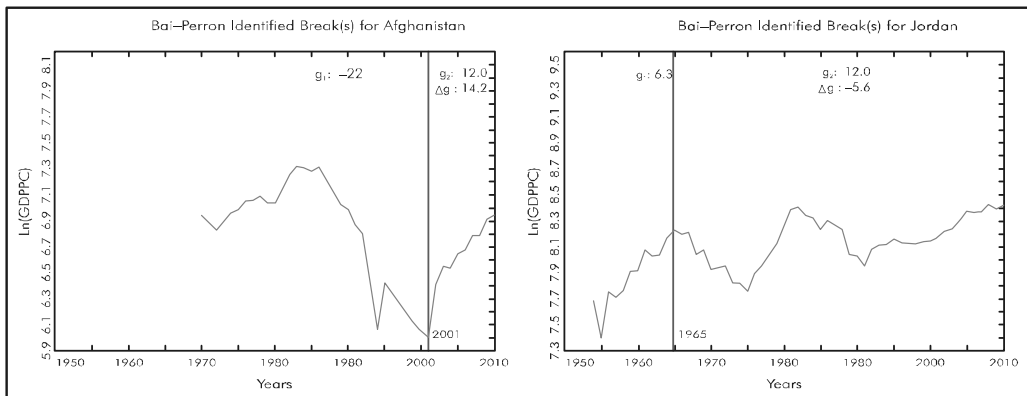 Bai–Perron Identified Break(s) for Afghanistan
g₁: –22
g₂: 12.0
Δg : 14.2
Ln(GDPPC)
5.9 6.1 6.3 6.5 6.7 6.9 7.1 7.3 7.5 7.7 7.9 8.1
2001
1950 1960 1970 1980 1980 2000 2010
Years
Bai–Perron Identified Break(s) for Jordan
g·: 6.3
g₂: 12.0
Δg : –5.6
Ln(GDPPC)
7.3 7.5 7.7 7.9 8.1 8.3 8.5 8.7 8.9 9.1 9.3 9.5
1965
1950 1960 1970 1980 1980 2000 2010
Years